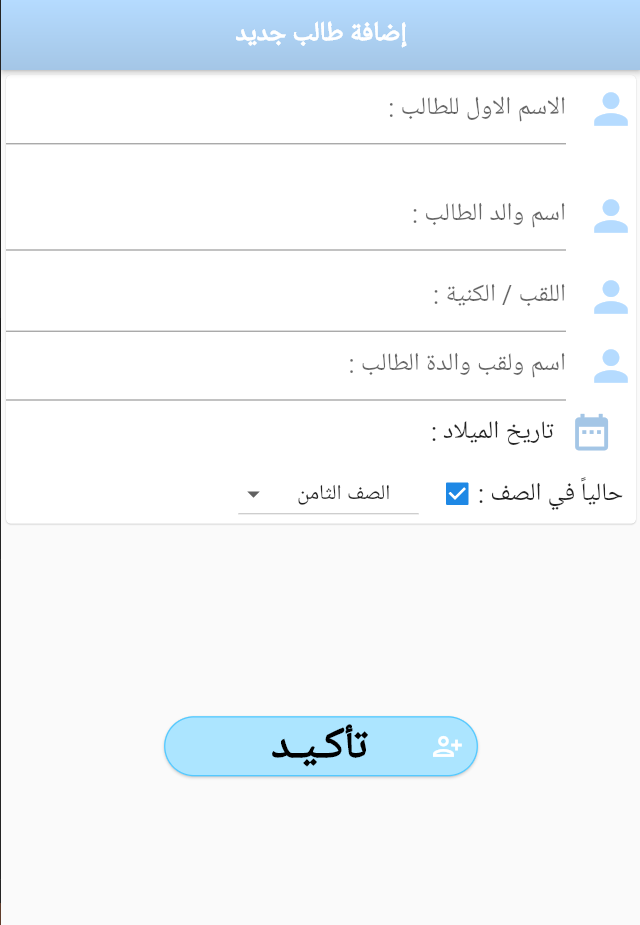 إضافة طالب جديد
الاسم الاول للطالب :
اسم والد الطالب :
اللقب / الكنية :
اسم ولقب والدة الطالب :
تاريخ الميلاد :
حالياً في الصف : الصف الثامن
تأكـيـد